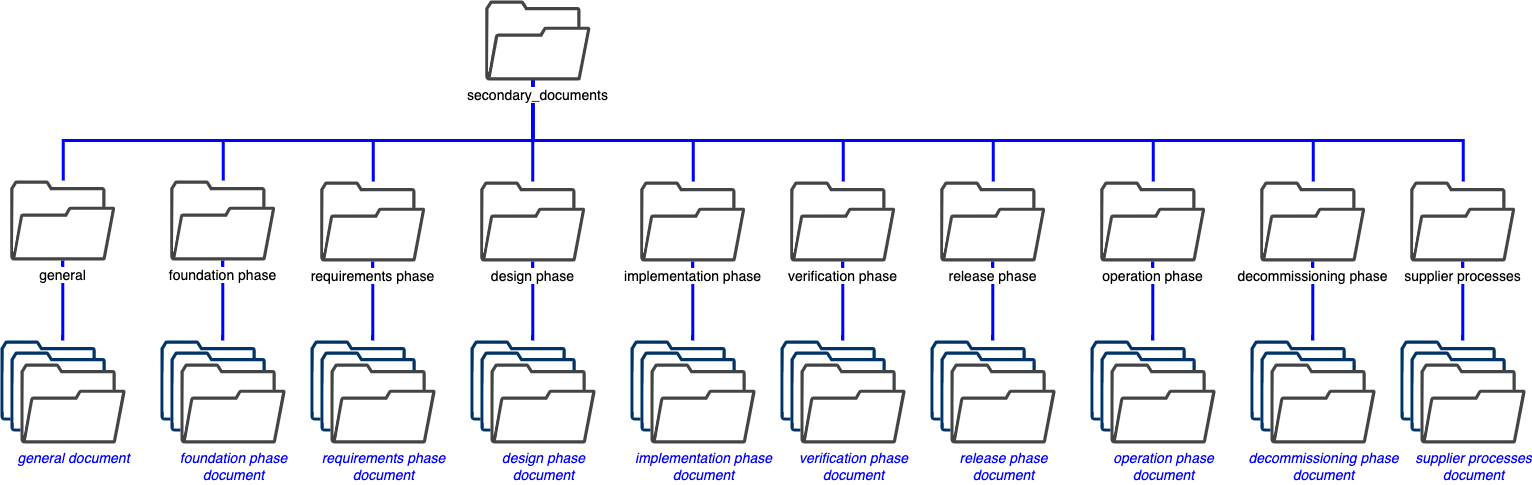 secondary_documents
general
foundation phase
requirements phase
design phase
implementation phase
verification phase
release phase
operation phase
decommissioning phase
supplier processes
general document
foundation phase
document
requirements phase
document
design phase
document
implementation phase
document
verification phase
document
release phase
document
operation phase
document
decommissioning phase
document
supplier processes
document